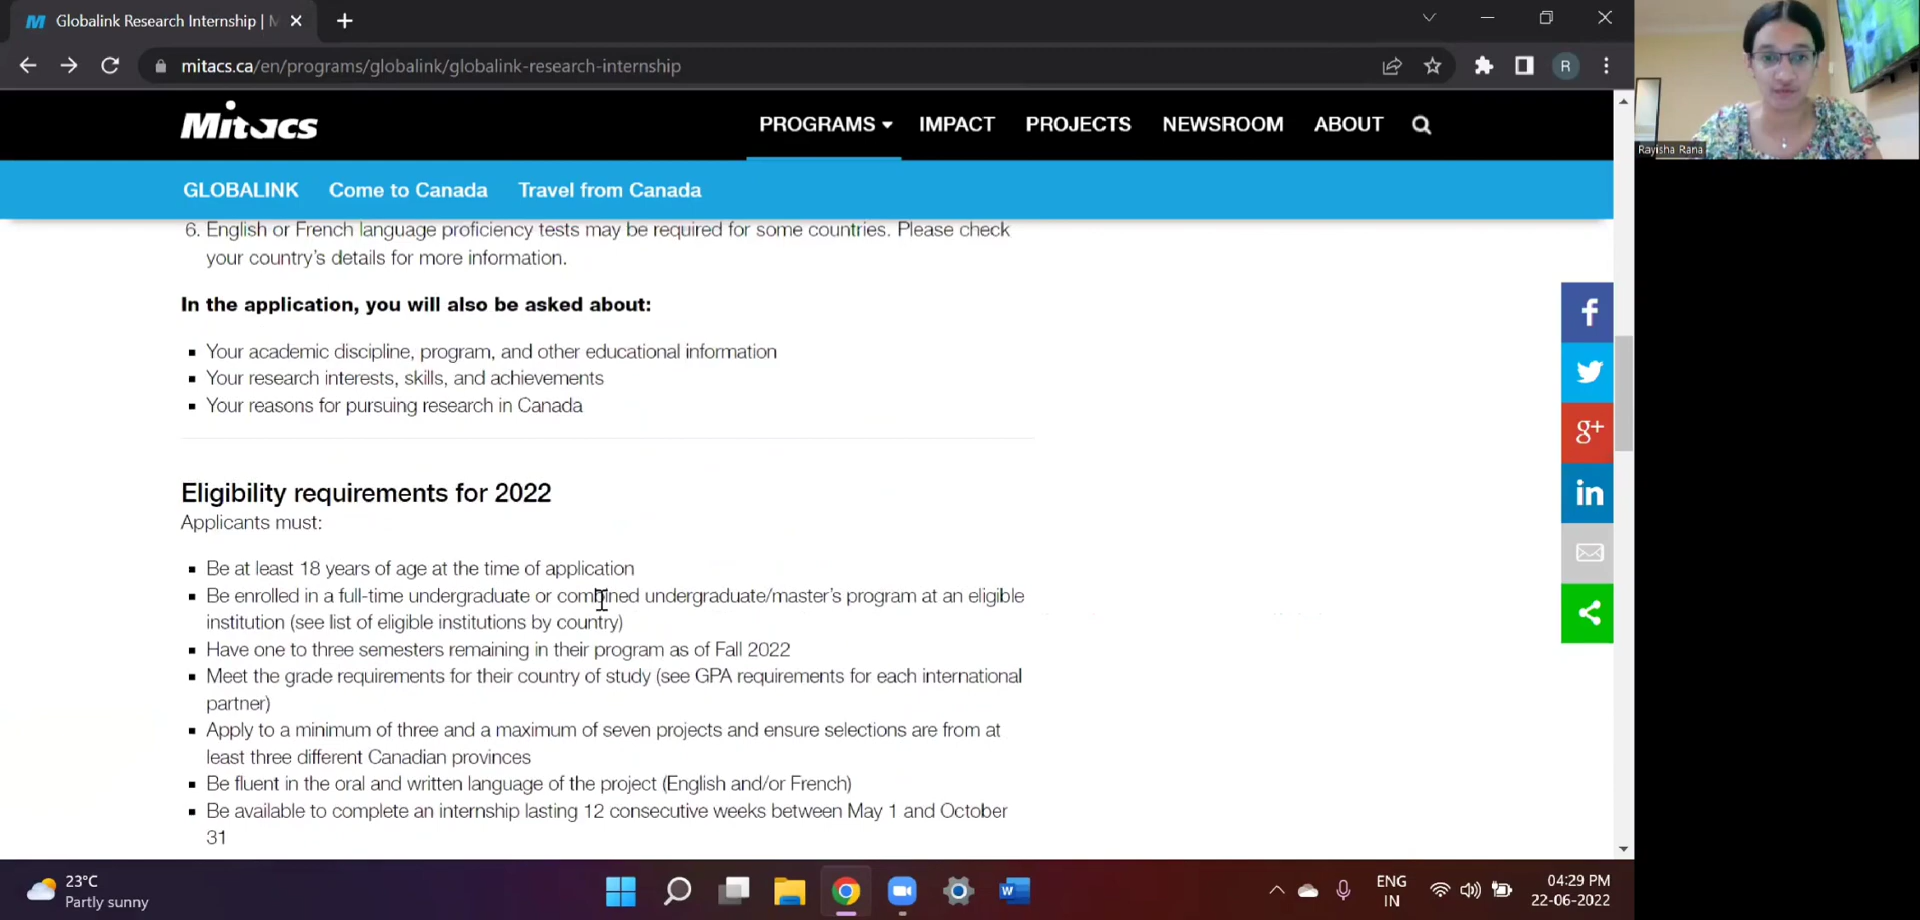 Globalink Research Internship | M
mitacs.ca/en/programs/globalink/globalink-research-internship
R
Rayisha Rana
Mitacs
PROGRAMS
IMPACT
PROJECTS
NEWSROOM
ABOUT
GLOBALINK
Come to Canada
Travel from Canada
6. English or French language proficiency tests may be required for some countries. Please check
your country's details for more information.
In the application, you will also be asked about:
Your academic discipline, program, and other educational information
Your research interests, skills, and achievements
Your reasons for pursuing research in Canada
Eligibility requirements for 2022
Applicants must:
Be at least 18 years of age at the time of application
Be enrolled in a full-time undergraduate or combined undergraduate/master's program at an eligible
institution (see list of eligible institutions by country)
Have one to three semesters remaining in their program as of Fall 2022
Meet the grade requirements for their country of study (see GPA requirements for each international
partner)
Apply to a minimum of three and a maximum of seven projects and ensure selections are from at
least three different Canadian provinces
Be fluent in the oral and written language of the project (English and/or French)
Be available to complete an internship lasting 12 consecutive weeks between May 1 and October
31
f
g+
in
23°C
Partly sunny
W
ENG
IN
04:29 PM
22-06-2022